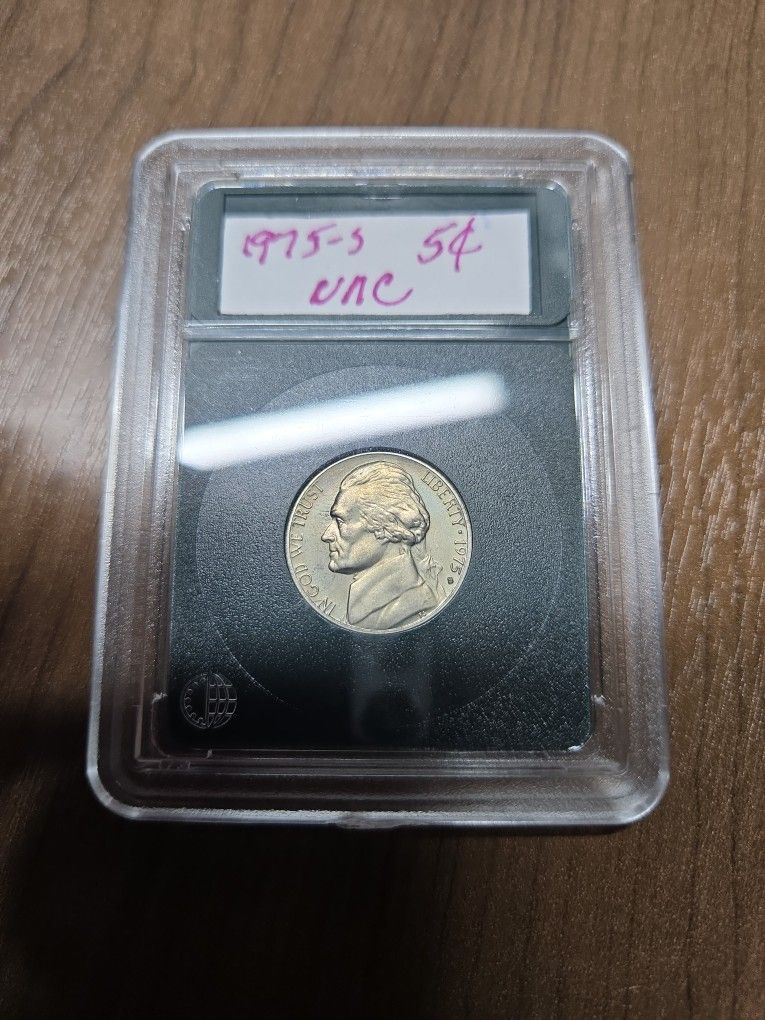 1975-S 5¢
UNC
IN GOD WE TRUST
LIBERTY · 1975 S